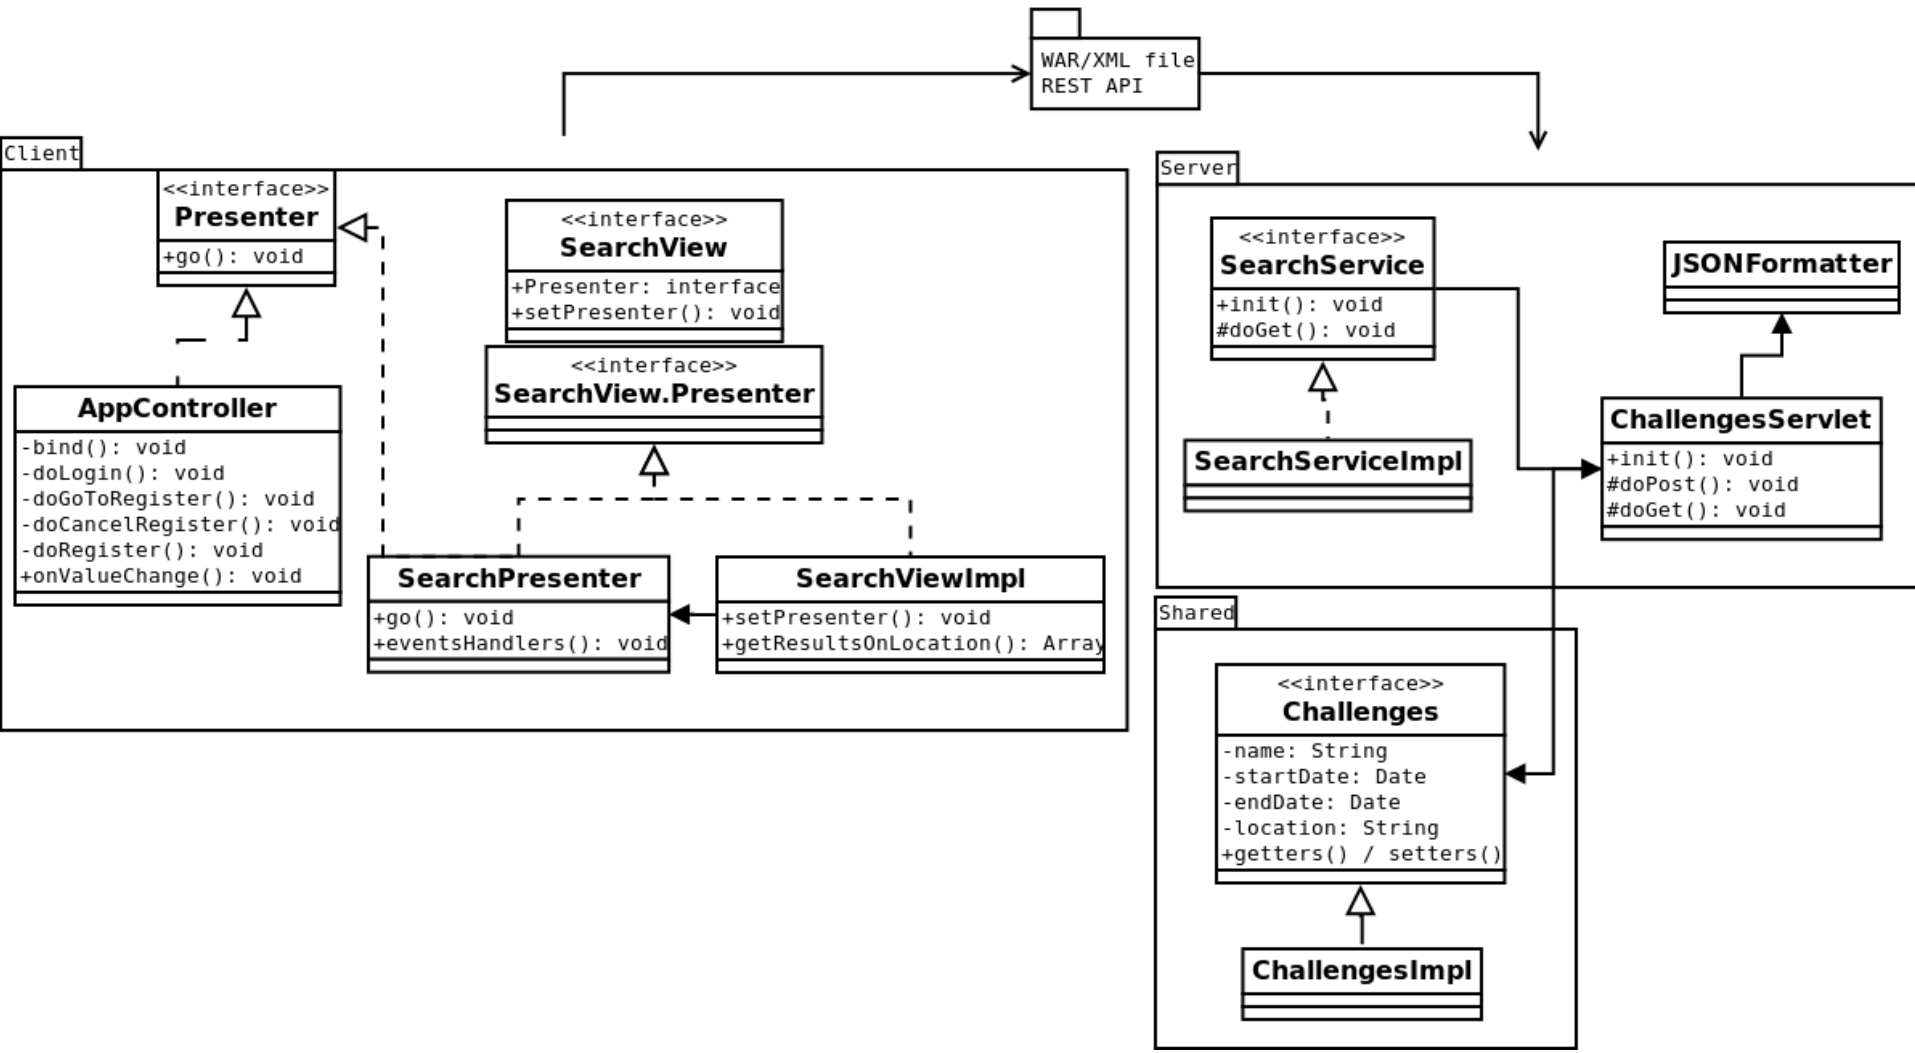 WAR/XML file
REST API
Client
<<interface>>
Presenter
+go(): void
<<interface>>
SearchView
+Presenter: interface
+setPresenter(): void
<<interface>>
SearchView.Presenter
AppController
-bind(): void
-doLogin(): void
-doGoToRegister(): void
-doCancelRegister(): void
-doRegister(): void
+onValueChange(): void
SearchPresenter
+go(): void
+eventsHandlers(): void
SearchViewImpl
+setPresenter(): void
+getResultsOnLocation(): Array
Server
<<interface>>
SearchService
+init(): void
#doGet(): void
JSONFormatter
SearchServiceImpl
ChallengesServlet
+init(): void
#doPost(): void
#doGet(): void
Shared
<<interface>>
Challenges
-name: String
-startDate: Date
-endDate: Date
-location: String
+getters() / setters()
ChallengesImpl